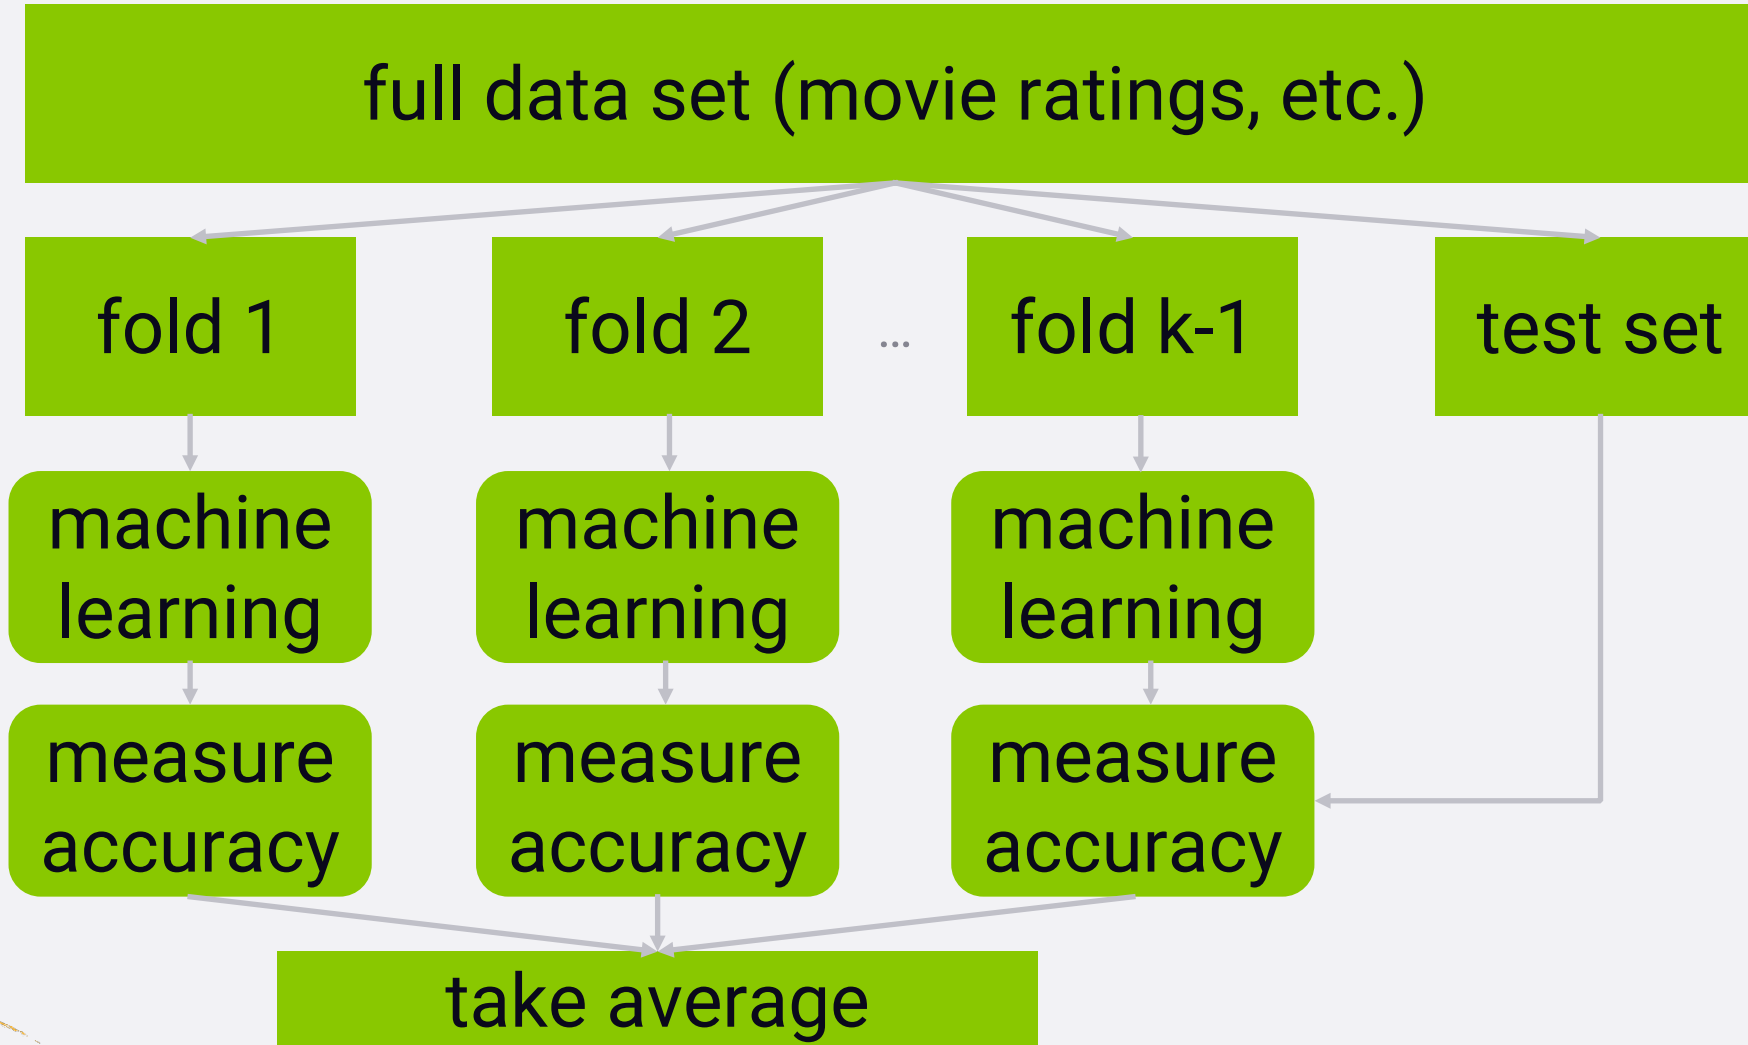 full data set (movie ratings, etc.)
fold 1
fold 2
...
fold k-1
test set
machine
learning
machine
learning
machine
learning
measure
accuracy
measure
accuracy
measure
accuracy
take average